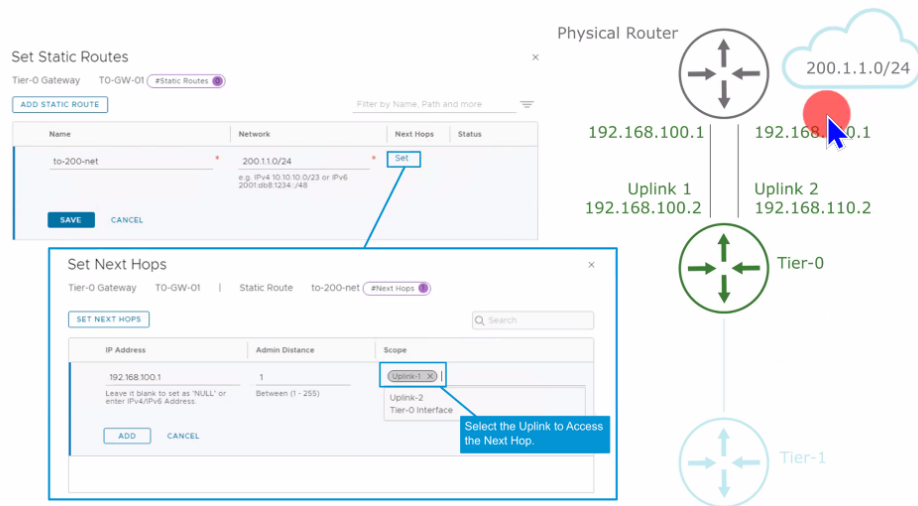 Set Static Routes
Tier-0 Gateway T0-GW-01 #Static Routes 0
ADD STATIC ROUTE
Filter by Name, Path and more
Name Network Next Hops Status
to-200-net * 200.1.1.0/24 * Set
e.g. IPv4 10.10.10.0/23 or IPv6
2001:db8:1234::/48
SAVE CANCEL
Set Next Hops
Tier-0 Gateway T0-GW-01 | Static Route to-200-net #Next Hops 1
SET NEXT HOPS
Search
IP Address Admin Distance Scope
192.168.100.1 1 Uplink-1 X
Leave it blank to set as 'NULL' or
enter IPv4/IPv6 Address.
Between (1 - 255)
Uplink-2
Tier-0 Interface
ADD CANCEL
Select the Uplink to Access
the Next Hop.
Physical Router
200.1.1.0/24
192.168.100.1
Uplink 1
192.168.100.2
Uplink 2
192.168.110.2
Tier-0
Tier-1